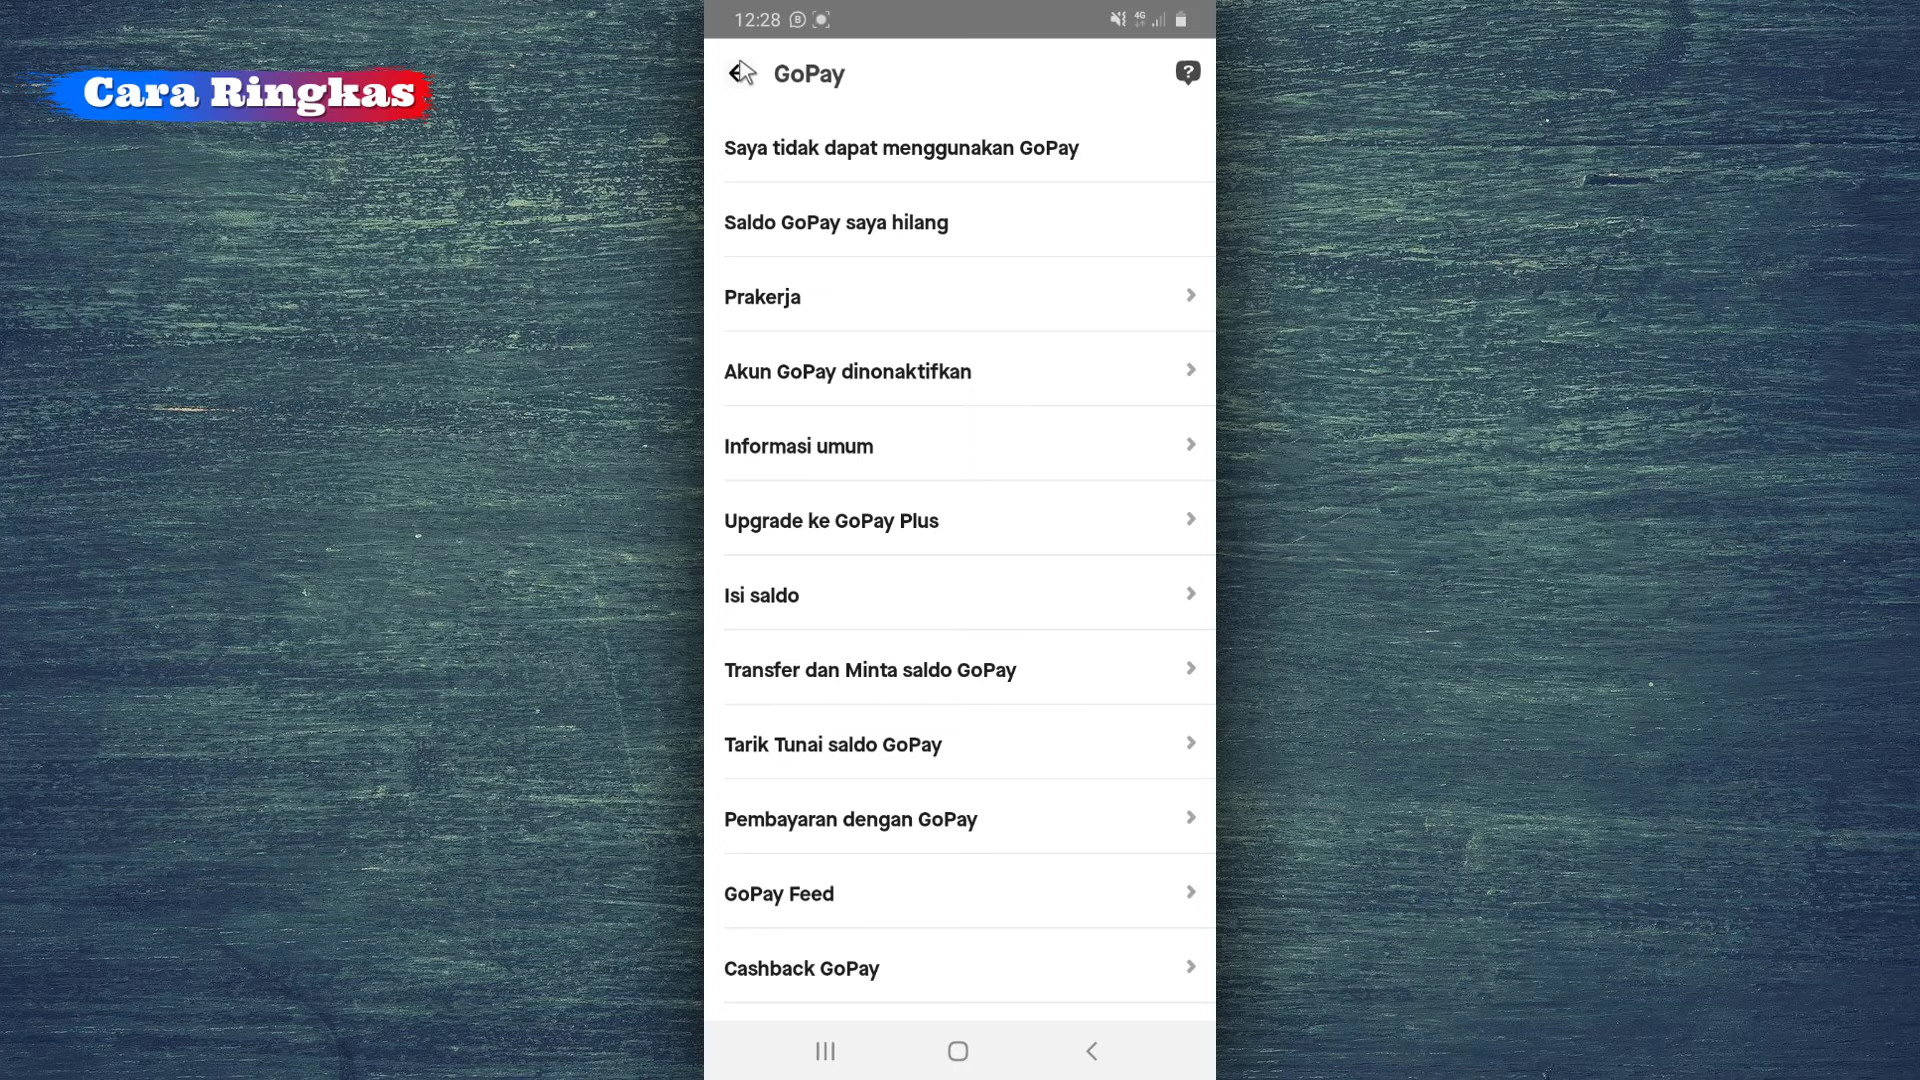 Cara Ringkas
12:28
4G
GoPay
Saya tidak dapat menggunakan GoPay
Saldo GoPay saya hilang
Prakerja
Akun GoPay dinonaktifkan
Informasi umum
Upgrade ke GoPay Plus
Isi saldo
Transfer dan Minta saldo GoPay
Tarik Tunai saldo GoPay
Pembayaran dengan GoPay
GoPay Feed
Cashback GoPay